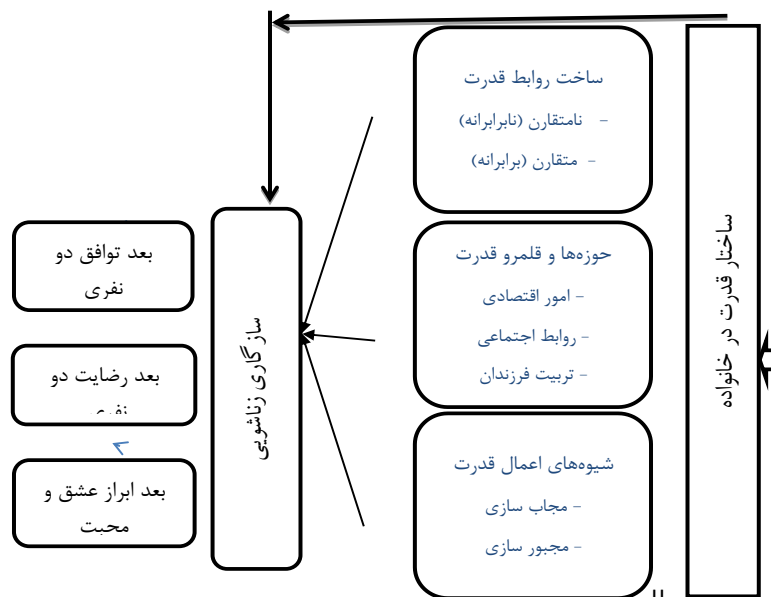 ساختار قدرت در خانواده
ساخت روابط قدرت
- نامتقارن (نابرابرانه)
- متقارن (برابرانه)
حوزه‌ها و قلمرو قدرت
- امور اقتصادی
- روابط اجتماعی
- تربیت فرزندان
شیوه‌های اعمال قدرت
- مجاب سازی
- مجبور سازی
سازگاری زناشویی
بعد توافق دو
نفری
بعد رضایت دو
نفری
بعد ابراز عشق و
محبت